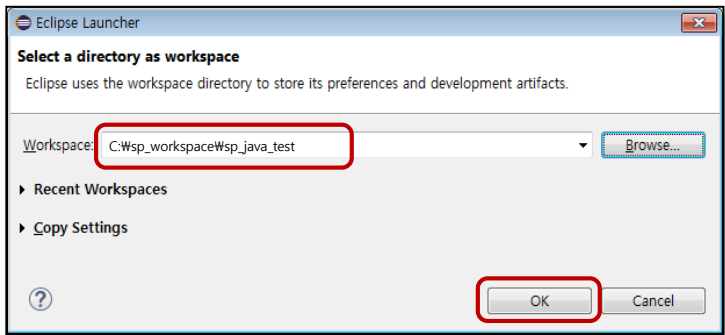 Eclipse Launcher
Select a directory as workspace
Eclipse uses the workspace directory to store its preferences and development artifacts.
Workspace: C:₩sp_workspace₩sp_java_test Browse...
Recent Workspaces
Copy Settings
? OK Cancel